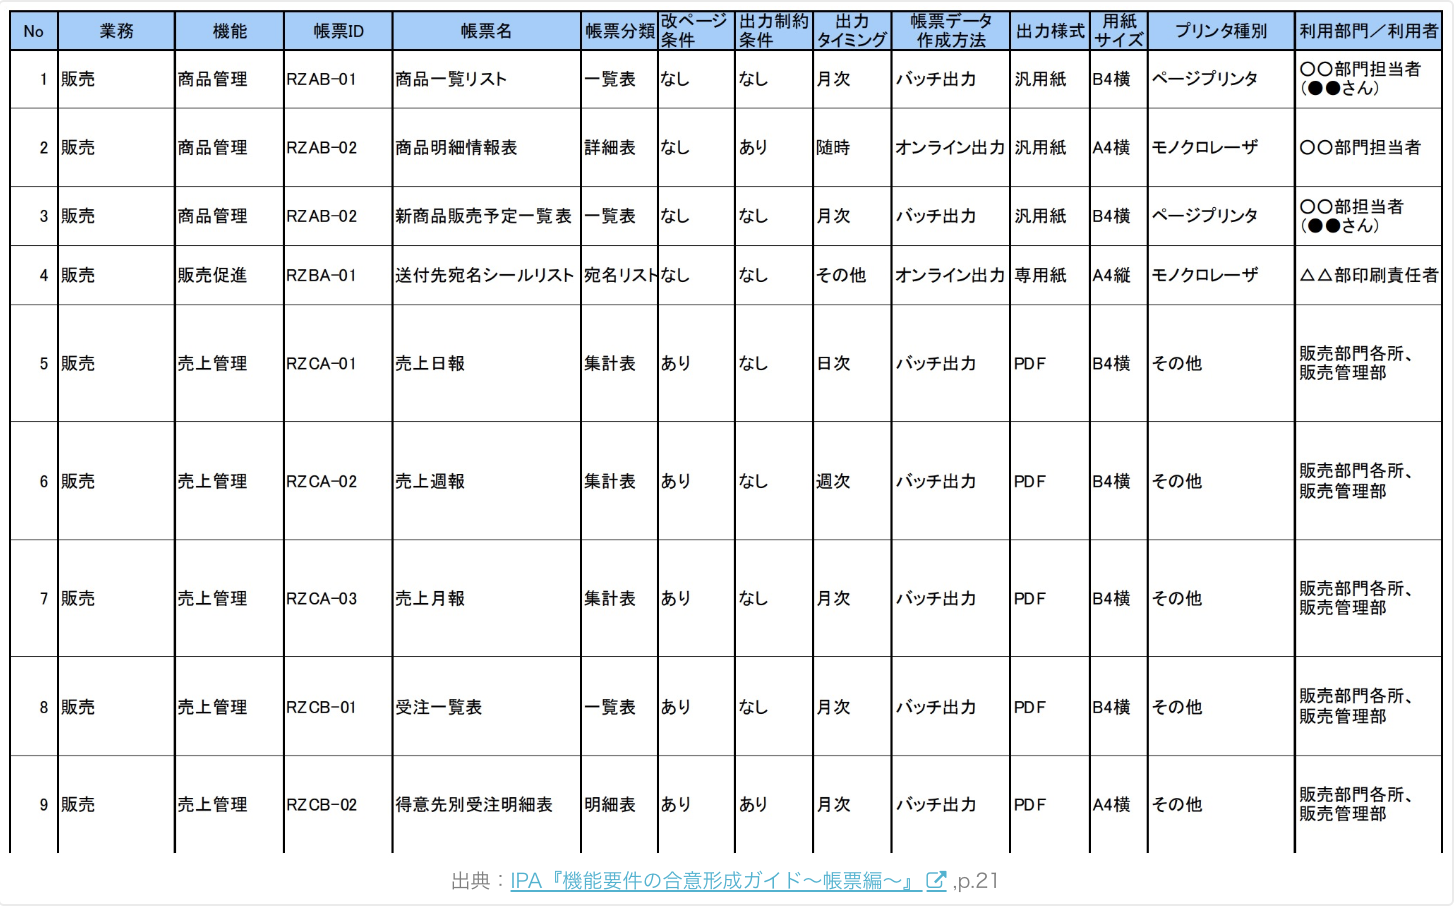 No 業務 機能 帳票ID 帳票名 帳票分類 改ページ条件 出力制約条件 出力タイミング 帳票データ作成方法 出力様式 用紙サイズ プリンタ種別 利用部門／利用者
1 販売 商品管理 RZAB-01 商品一覧リスト 一覧表 なし なし 月次 バッチ出力 汎用紙 B4横 ページプリンタ 〇〇部門担当者(●●さん)
2 販売 商品管理 RZAB-02 商品明細情報表 詳細表 なし あり 随時 オンライン出力 汎用紙 A4横 モノクロレーザ 〇〇部門担当者
3 販売 商品管理 RZAB-02 新商品販売予定一覧表 一覧表 なし なし 月次 バッチ出力 汎用紙 B4横 ページプリンタ 〇〇部担当者(●●さん)
4 販売 販売促進 RZBA-01 送付先宛名シールリスト 宛名リスト なし なし その他 オンライン出力 専用紙 A4縦 モノクロレーザ △△部印刷責任者
5 販売 売上管理 RZCA-01 売上日報 集計表 あり なし 日次 バッチ出力 PDF B4横 その他 販売部門各所、販売管理部
6 販売 売上管理 RZCA-02 売上週報 集計表 あり なし 週次 バッチ出力 PDF B4横 その他 販売部門各所、販売管理部
7 販売 売上管理 RZCA-03 売上月報 集計表 あり なし 月次 バッチ出力 PDF B4横 その他 販売部門各所、販売管理部
8 販売 売上管理 RZCB-01 受注一覧表 一覧表 あり なし 月次 バッチ出力 PDF B4横 その他 販売部門各所、販売管理部
9 販売 売上管理 RZCB-02 得意先別受注明細表 明細表 あり あり 月次 バッチ出力 PDF A4横 その他 販売部門各所、販売管理部
出典：IPA『機能要件の合意形成ガイド〜帳票編〜』 ,p.21